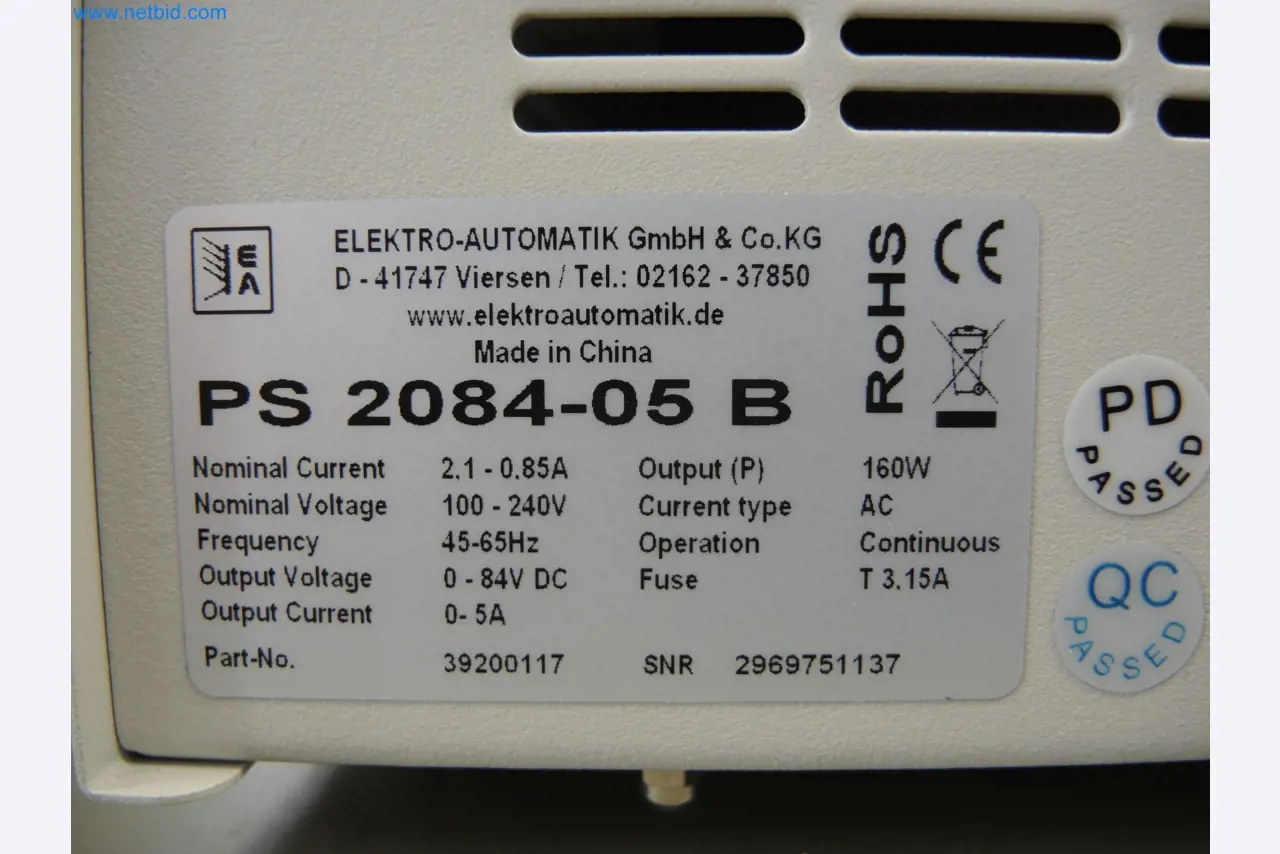 www.netbid.com
EA
ELEKTRO-AUTOMATIK GmbH & Co.KG
D - 41747 Viersen / Tel.: 02162 - 37850
www.elektroautomatik.de
Made in China
RoHS
CE
PS 2084-05 B
Nominal Current 2.1 - 0.85A Output (P) 160W
Nominal Voltage 100 - 240V Current type AC
Frequency 45-65Hz Operation Continuous
Output Voltage 0 - 84V DC Fuse T 3.15A
Output Current 0- 5A
Part-No. 39200117 SNR 2969751137
PD
PASSED
QC
PASSED